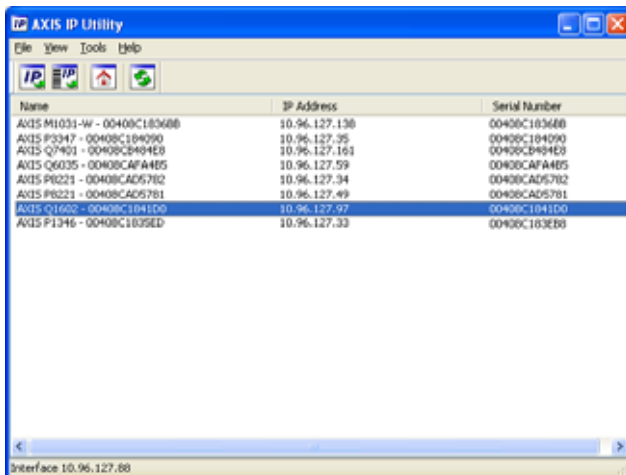 AXIS IP Utility
File View Tools Help
IP IP
Name IP Address Serial Number
AXIS M1031-W - 00408C1836BB 10.96.127.138 00408C1836BB
AXIS P3347 - 00408C184090 10.96.127.35 00408C184090
AXIS Q7401 - 00408CB484E8 10.96.127.161 00408CB484E8
AXIS Q6035 - 00408CAFA4B5 10.96.127.59 00408CAFA4B5
AXIS P8221 - 00408CAD5782 10.96.127.34 00408CAD5782
AXIS P8221 - 00408CAD5781 10.96.127.49 00408CAD5781
AXIS Q1602 - 00408C1841D0 10.96.127.97 00408C1841D0
AXIS P1346 - 00408C1835ED 10.96.127.33 00408C183EB8
Interface 10.96.127.88